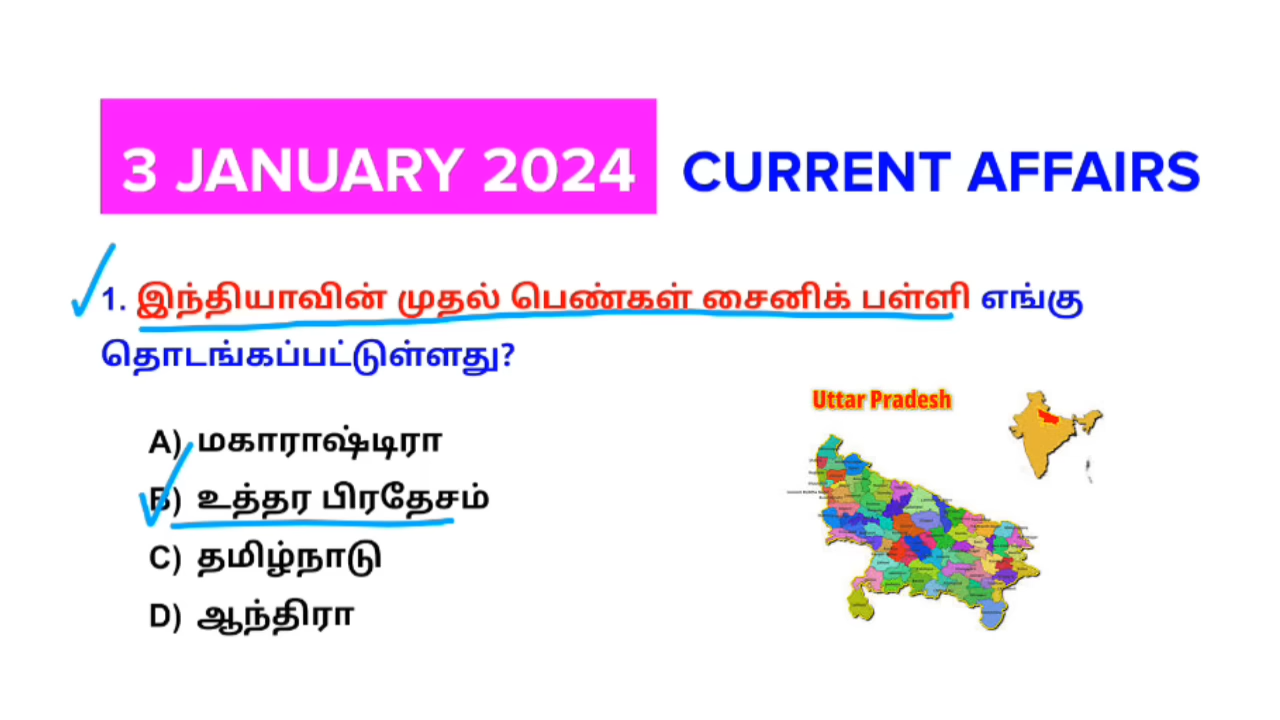 3 JANUARY 2024 CURRENT AFFAIRS
1. இந்தியாவின் முதல் பெண்கள் சைனிக் பள்ளி எங்கு
தொடங்கப்பட்டுள்ளது?
A) மகாராஷ்டிரா
B) உத்தர பிரதேசம்
C) தமிழ்நாடு
D) ஆந்திரா
Uttar Pradesh